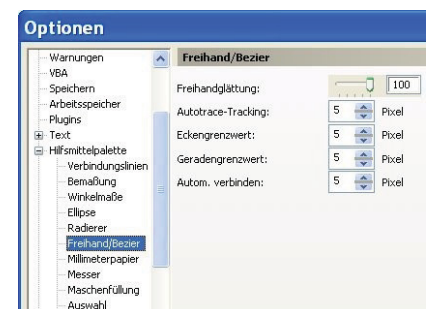 Optionen
Warnungen
VBA
Speichern
Arbeitsspeicher
Plugins
Text
Hilfsmittelpalette
Verbindungslinien
Bemaßung
Winkelmaße
Ellipse
Radierer
Freihand/Bezier
Millimeterpapier
Messer
Maschenfüllung
Auswahl
Freihand/Bezier
Freihandglättung: 100
Autotrace-Tracking: 5 Pixel
Eckengrenzwert: 5 Pixel
Geradengrenzwert: 5 Pixel
Autom. verbinden: 5 Pixel